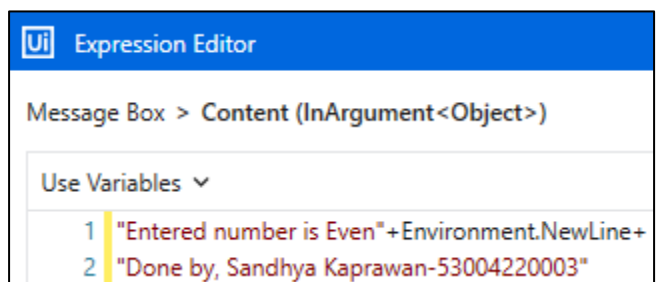 Ui Expression Editor
Message Box > Content (InArgument<Object>)
Use Variables
1 "Entered number is Even"+Environment.NewLine+
2 "Done by, Sandhya Kaprawan-53004220003"